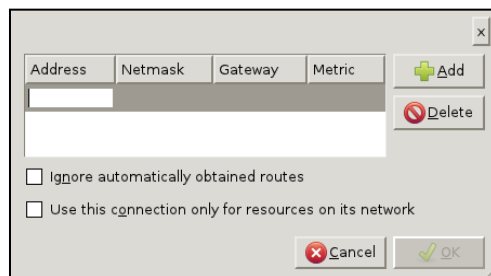 x
Address Netmask Gateway Metric
Add
Delete
Ignore automatically obtained routes
Use this connection only for resources on its network
Cancel OK